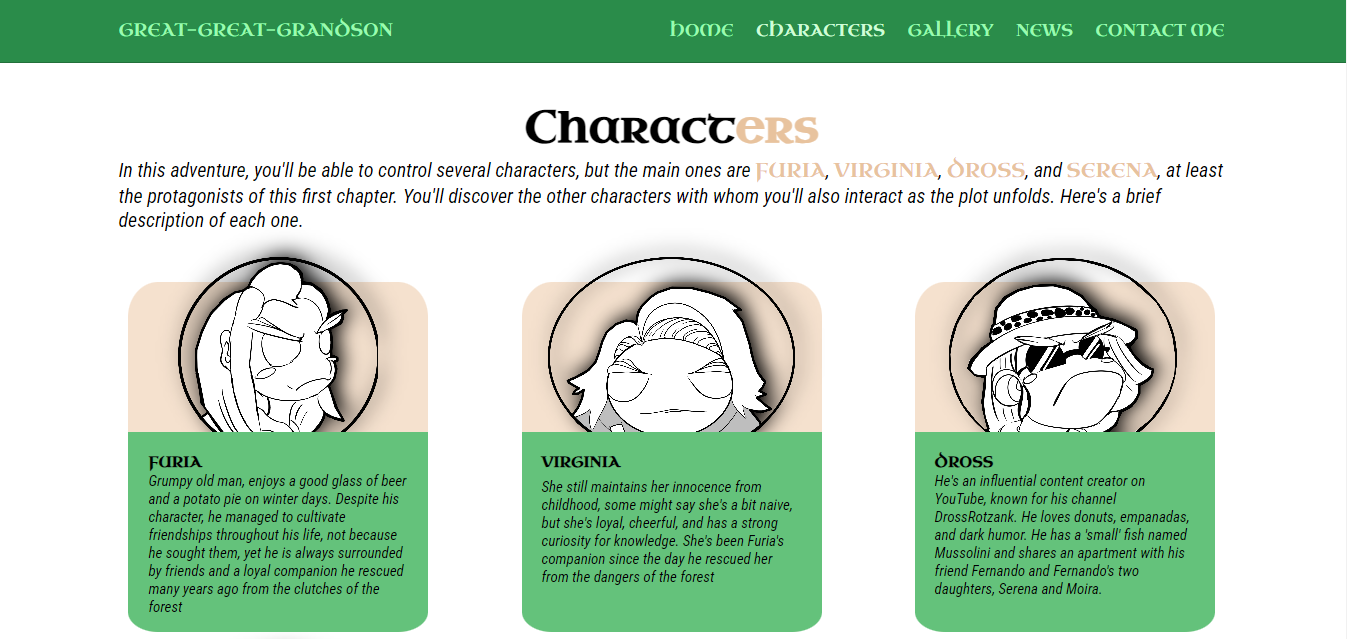 GREAT-GREAT-GRANDSON
HOME CHARACTERS GALLERY NEWS CONTACT ME
Characters
In this adventure, you'll be able to control several characters, but the main ones are FURIA, VIRGINIA, DROSS, and SERENA, at least
the protagonists of this first chapter. You'll discover the other characters with whom you'll also interact as the plot unfolds. Here's a brief
description of each one.
FURIA
Grumpy old man, enjoys a good glass of beer
and a potato pie on winter days. Despite his
character, he managed to cultivate
friendships throughout his life, not because
he sought them, yet he is always surrounded
by friends and a loyal companion he rescued
many years ago from the clutches of the
forest
VIRGINIA
She still maintains her innocence from
childhood, some might say she's a bit naive,
but she's loyal, cheerful, and has a strong
curiosity for knowledge. She's been Furia's
companion since the day he rescued her
from the dangers of the forest
DROSS
He's an influential content creator on
YouTube, known for his channel
DrossRotzank. He loves donuts, empanadas,
and dark humor. He has a 'small' fish named
Mussolini and shares an apartment with his
friend Fernando and Fernando's two
daughters, Serena and Moira.